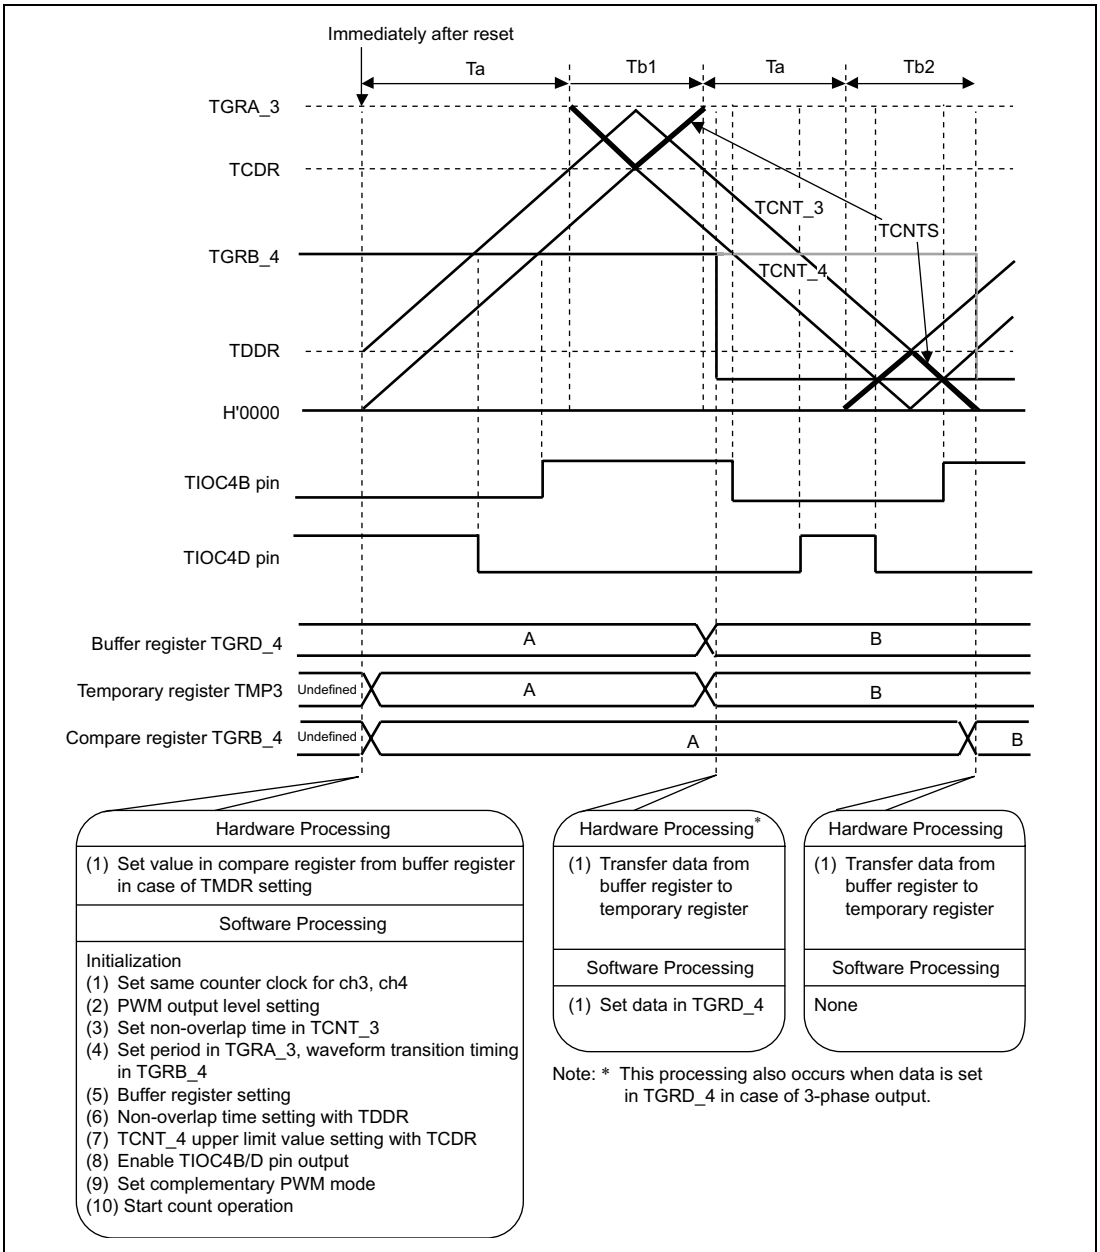 Immediately after reset
Ta
Tb1
Ta
Tb2
TGRA_3
TCDR
TCNT_3
TCNTS
TGRB_4
TCNT_4
TDDR
H'0000
TIOC4B pin
TIOC4D pin
Buffer register TGRD_4
A
B
Temporary register TMP3
Undefined
A
B
Compare register TGRB_4
Undefined
A
B
Hardware Processing
(1) Set value in compare register from buffer register
in case of TMDR setting
Software Processing
Initialization
(1) Set same counter clock for ch3, ch4
(2) PWM output level setting
(3) Set non-overlap time in TCNT_3
(4) Set period in TGRA_3, waveform transition timing
in TGRB_4
(5) Buffer register setting
(6) Non-overlap time setting with TDDR
(7) TCNT_4 upper limit value setting with TCDR
(8) Enable TIOC4B/D pin output
(9) Set complementary PWM mode
(10) Start count operation
Hardware Processing*
(1) Transfer data from
buffer register to
temporary register
Software Processing
(1) Set data in TGRD_4
Hardware Processing
(1) Transfer data from
buffer register to
temporary register
Software Processing
None
Note: * This processing also occurs when data is set
in TGRD_4 in case of 3-phase output.